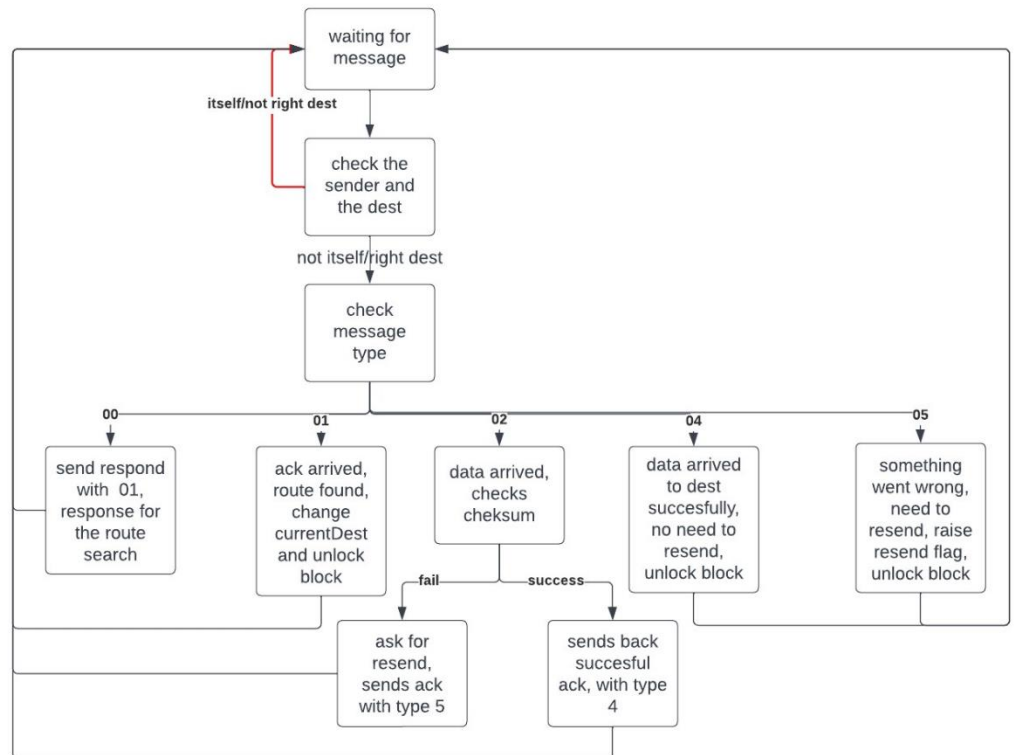 waiting for
message
itself/not right dest
check the
sender and
the dest
not itself/right dest
check
message
type
00
01
02
04
05
send respond
with 01,
response for
the route
search
ack arrived,
route found,
change
currentDest
and unlock
block
data arrived,
checks
cheksum
data arrived
to dest
succesfully,
no need to
resend,
unlock block
something
went wrong,
need to
resend, raise
resend flag,
unlock block
fail
success
ask for
resend,
sends ack
with type 5
sends back
succesful
ack, with type
4